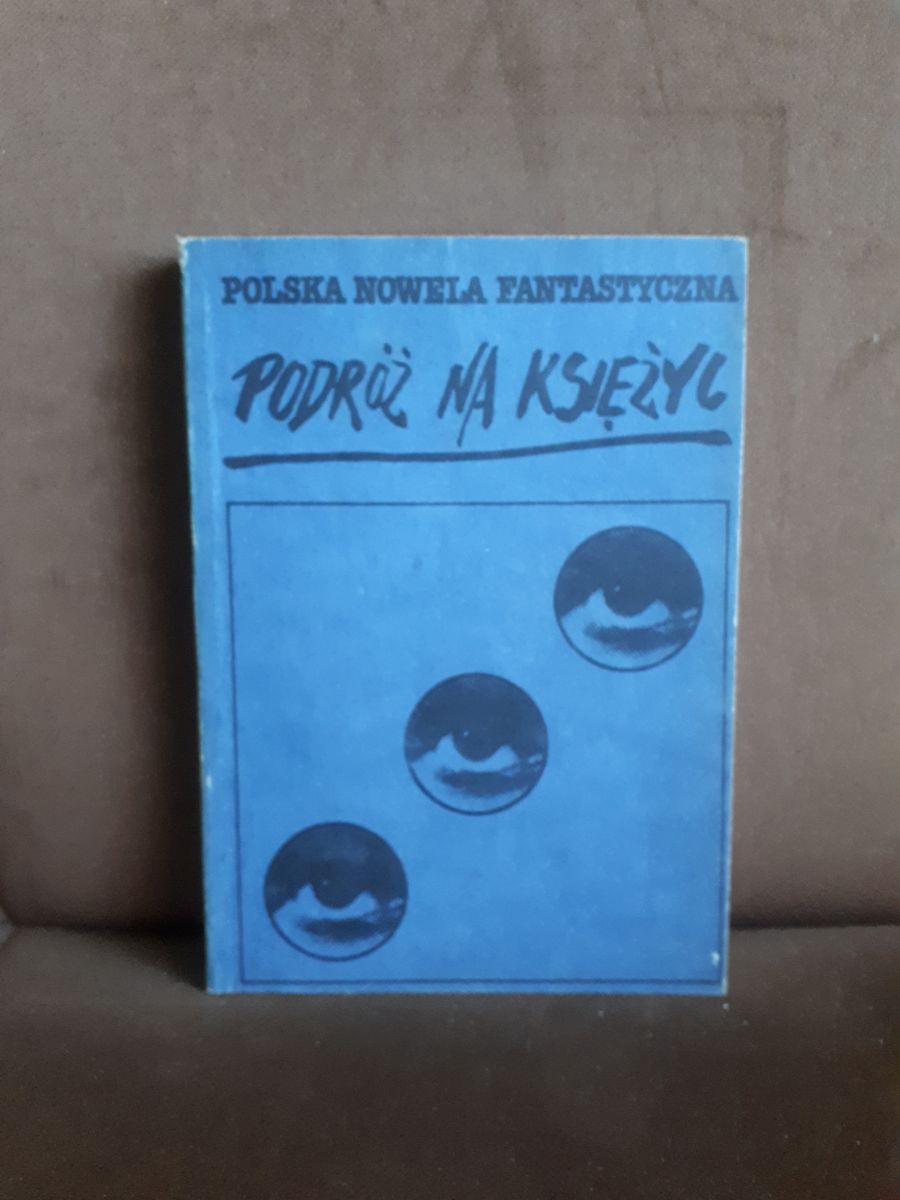 POLSKA NOWELA FANTASTYCZNA
PODRÓŻ NA KSIĘŻYC